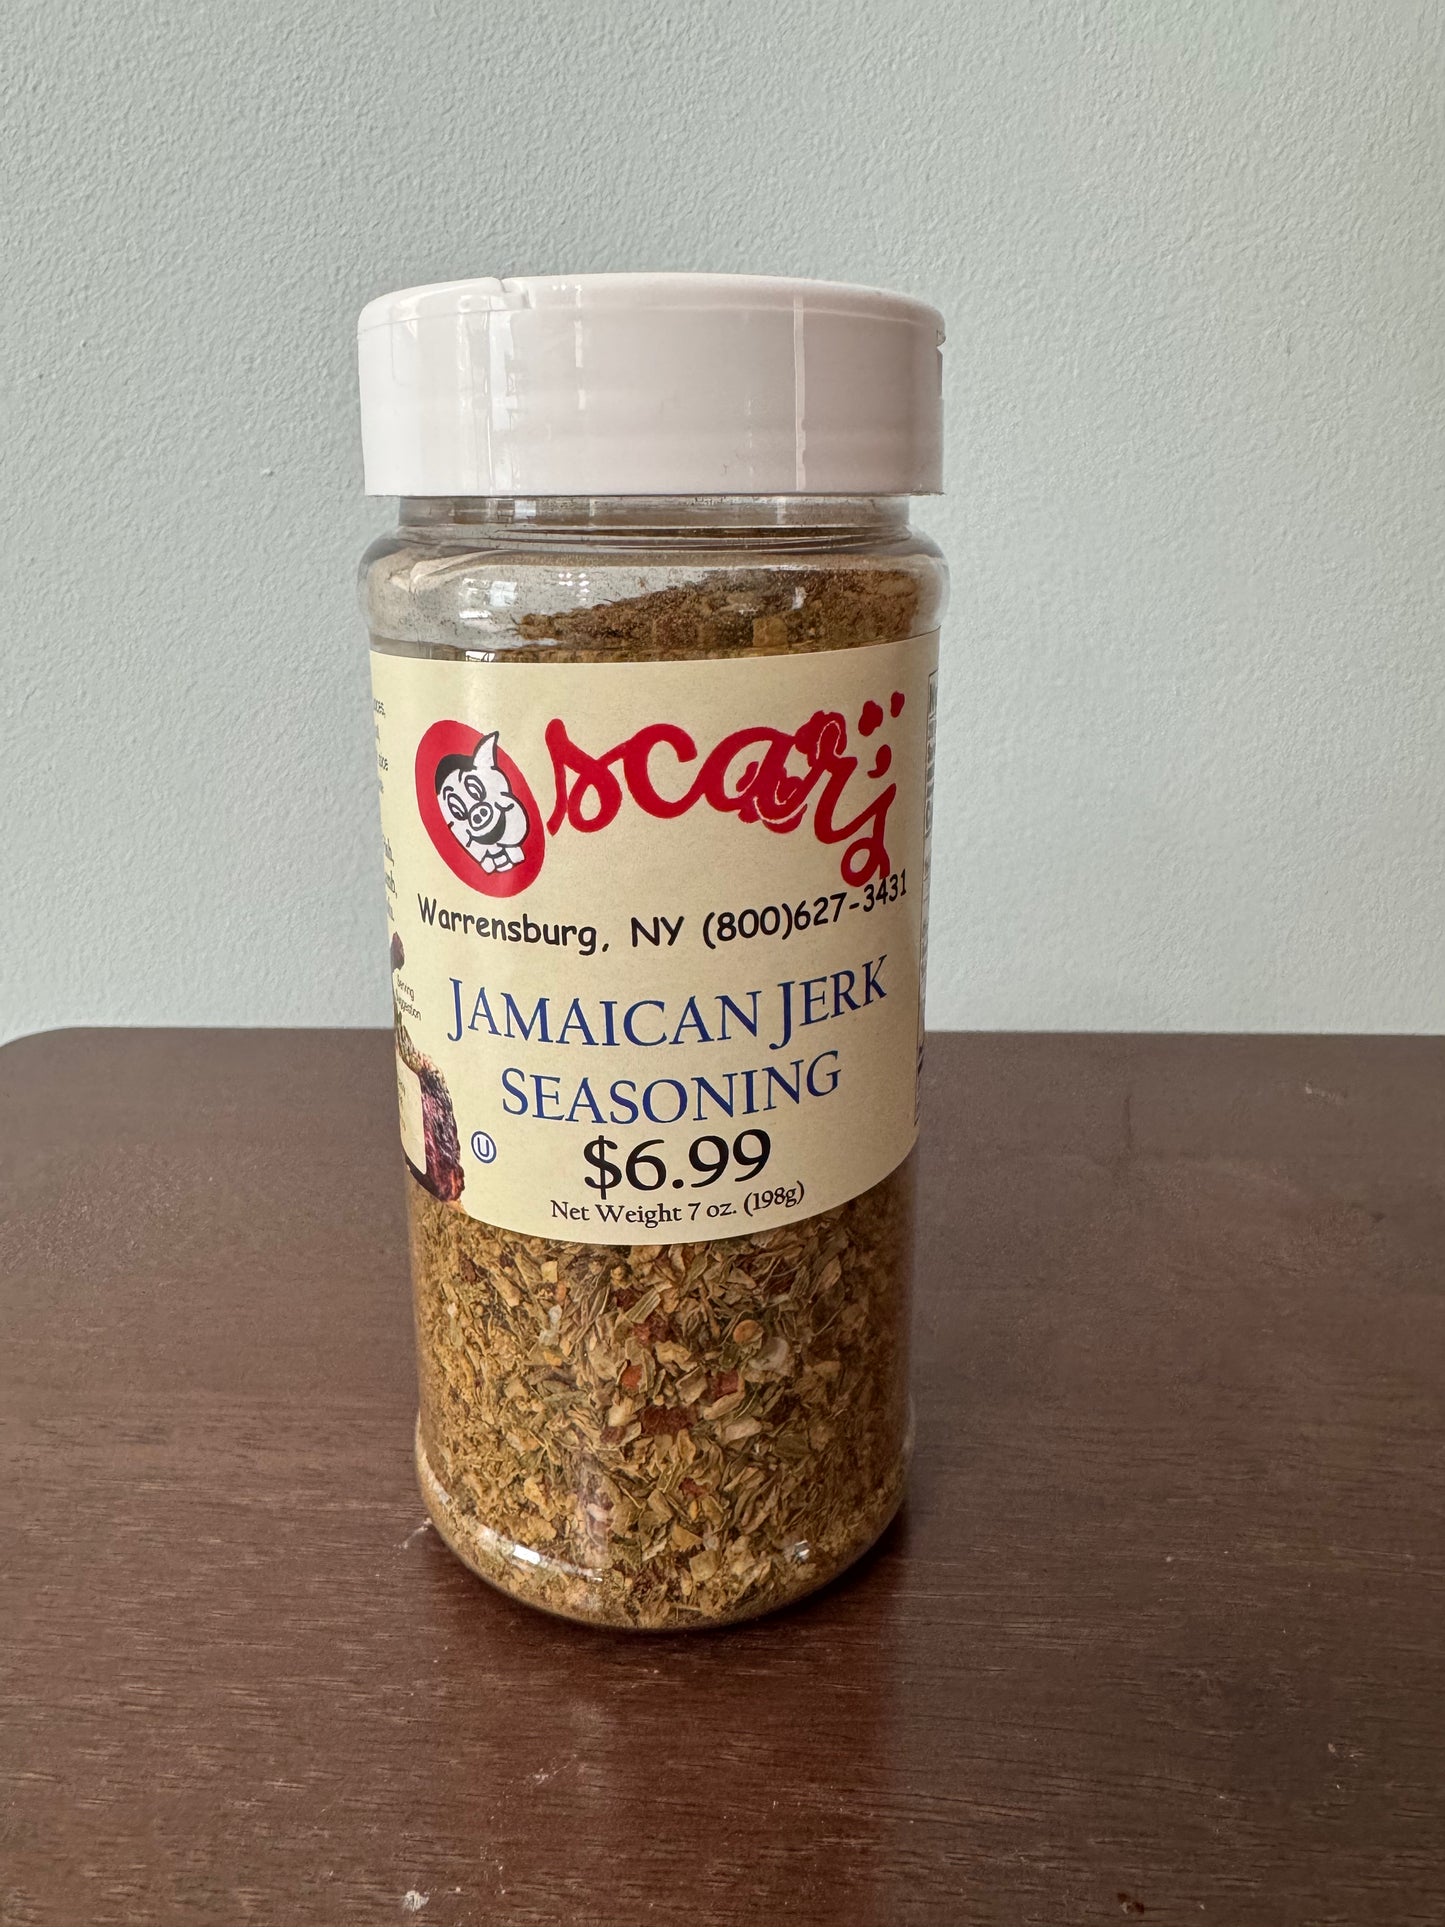 Oscar's
Warrensburg, NY (800)627-3431
JAMAICAN JERK
SEASONING
$6.99
Net Weight 7 oz. (198g)
U